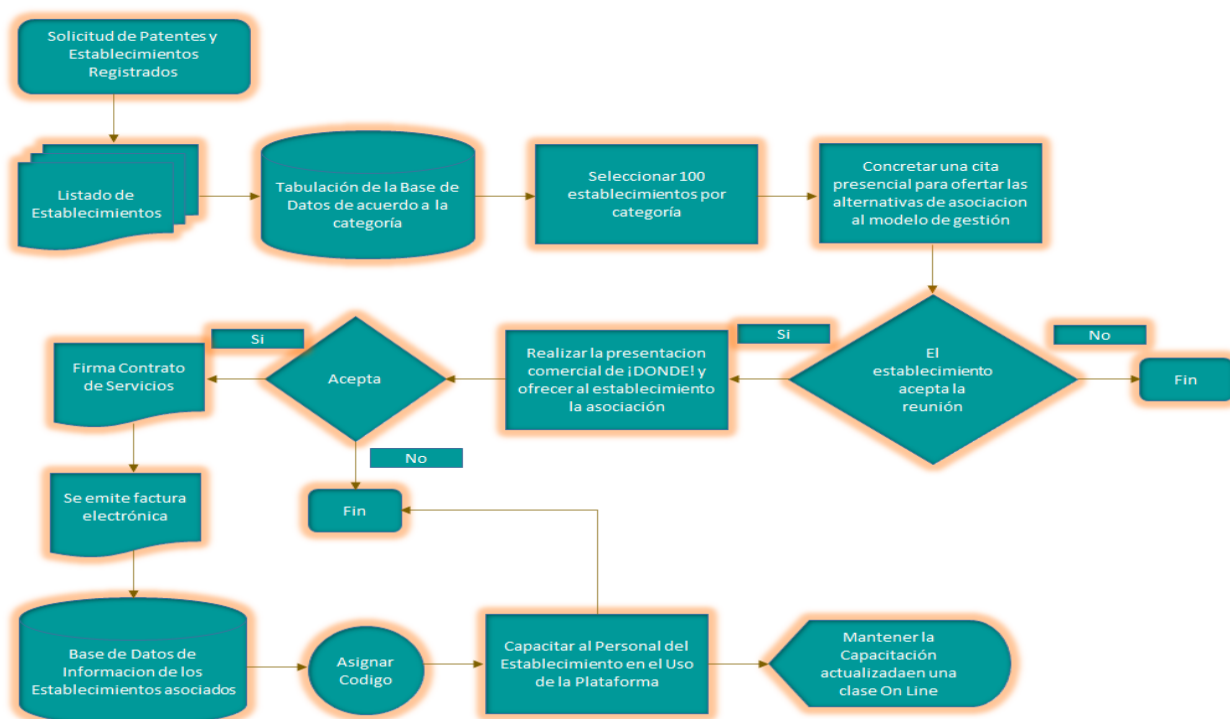 Solicitud de Patentes y
Establecimientos
Registrados
Listado de
Establecimientos
Tabulación de la Base de
Datos de acuerdo a la
categoría
Seleccionar 100
establecimientos por
categoría
Concretar una cita
presencial para ofertar las
alternativas de asociacion
al modelo de gestión
El
establecimiento
acepta la
reunión
No
Fin
Si
Realizar la presentacion
comercial de ¡DONDE! y
ofrecer al establecimiento
la asociación
Acepta
Si
Firma Contrato
de Servicios
No
Fin
Se emite factura
electrónica
Base de Datos de
Informacion de los
Establecimientos asociados
Asignar
Codigo
Capacitar al Personal del
Establecimiento en el Uso
de la Plataforma
Mantener la
Capacitación
actualizadaen una
clase On Line